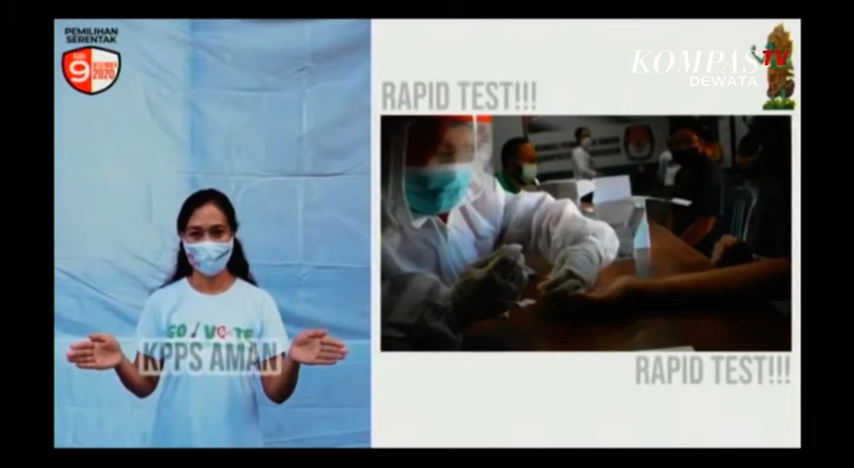 PEMILIHAN
SERENTAK
9
2020
KOMPAS TV
DEWATA
RAPID TEST!!!
GO VOTE
KPPS AMAN
RAPID TEST!!!